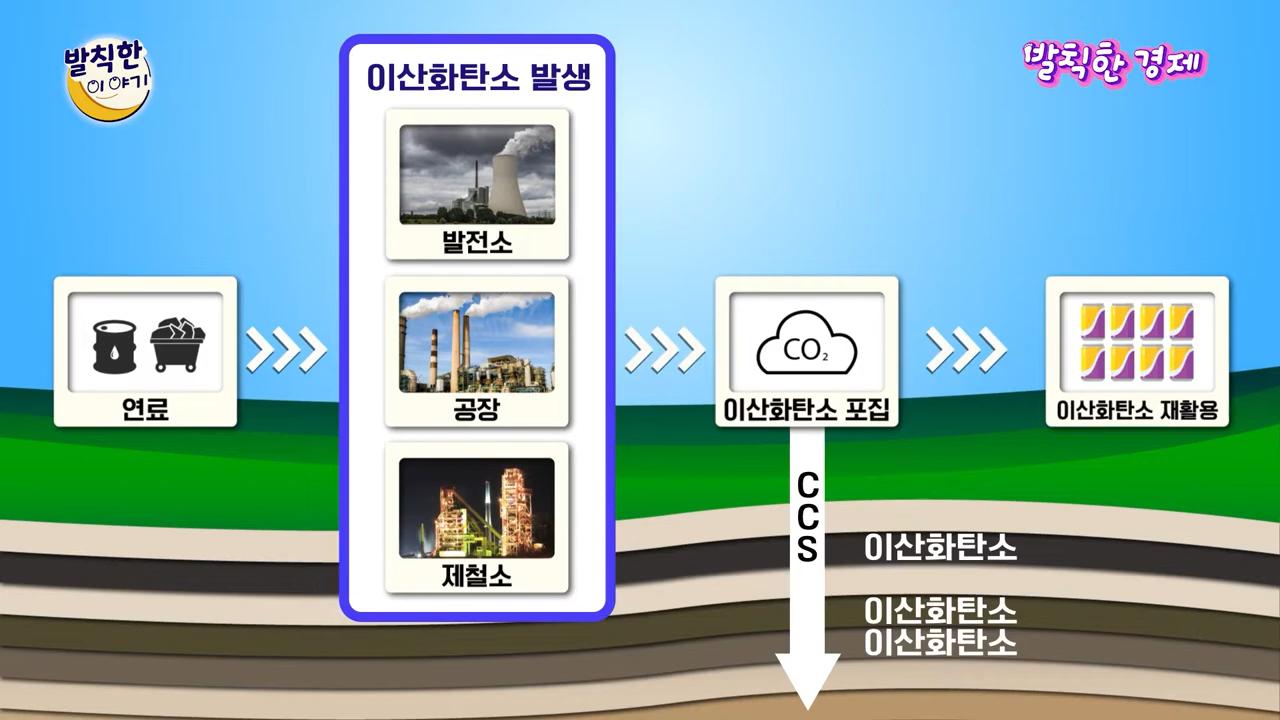 발칙한
이야기
발칙한 경제
이산화탄소 발생
발전소
연료
공장
제철소
CO₂
이산화탄소 포집
이산화탄소 재활용
C
C
S
이산화탄소
이산화탄소
이산화탄소